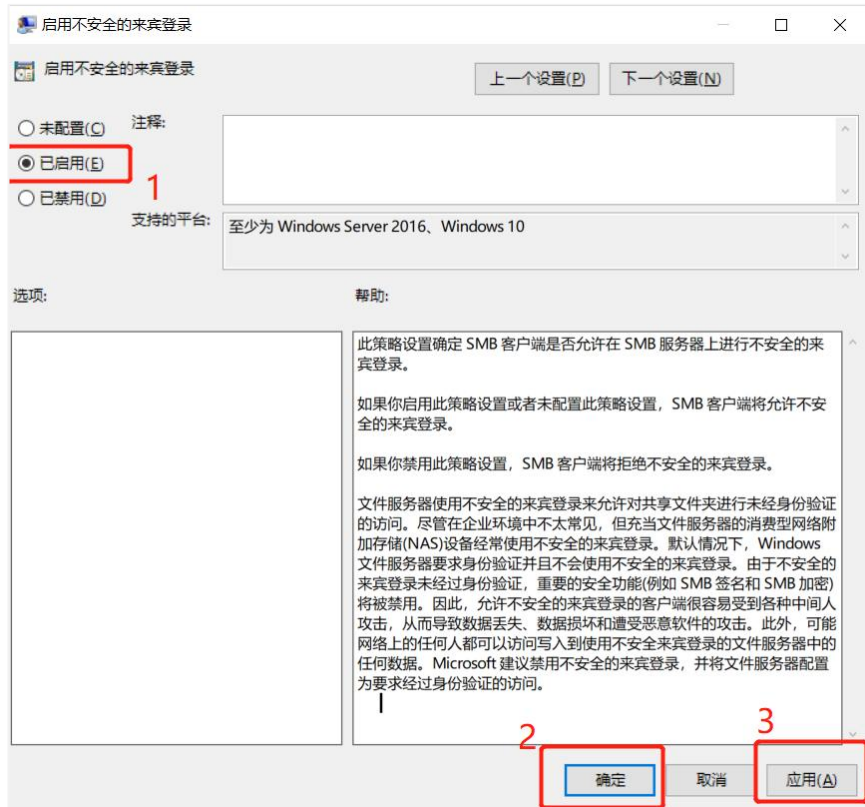 启用不安全的来宾登录
启用不安全的来宾登录
上一个设置(P)
下一个设置(N)
未配置(C)
注释:
已启用(E)
1
已禁用(D)
支持的平台:
至少为 Windows Server 2016、Windows 10
选项:
帮助:
此策略设置确定 SMB 客户端是否允许在 SMB 服务器上进行不安全的来
宾登录。
如果你启用此策略设置或者未配置此策略设置，SMB 客户端将允许不安
全的来宾登录。
如果你禁用此策略设置，SMB 客户端将拒绝不安全的来宾登录。
文件服务器使用不安全的来宾登录来允许对共享文件夹进行未经身份验证
的访问。尽管在企业环境中不太常见，但充当文件服务器的消费型网络附
加存储(NAS)设备经常使用不安全的来宾登录。默认情况下，Windows
文件服务器要求身份验证并且不会使用不安全的来宾登录。由于不安全的
来宾登录未经过身份验证，重要的安全功能(例如 SMB 签名和 SMB 加密)
将被禁用。因此，允许不安全的来宾登录的客户端很容易受到各种中间人
攻击，从而导致数据丢失、数据损坏和遭受恶意软件的攻击。此外，可能
网络上的任何人都可以访问写入到使用不安全来宾登录的文件服务器中的
任何数据。Microsoft 建议禁用不安全的来宾登录，并将文件服务器配置
为要求经过身份验证的访问。
2
3
确定
取消
应用(A)